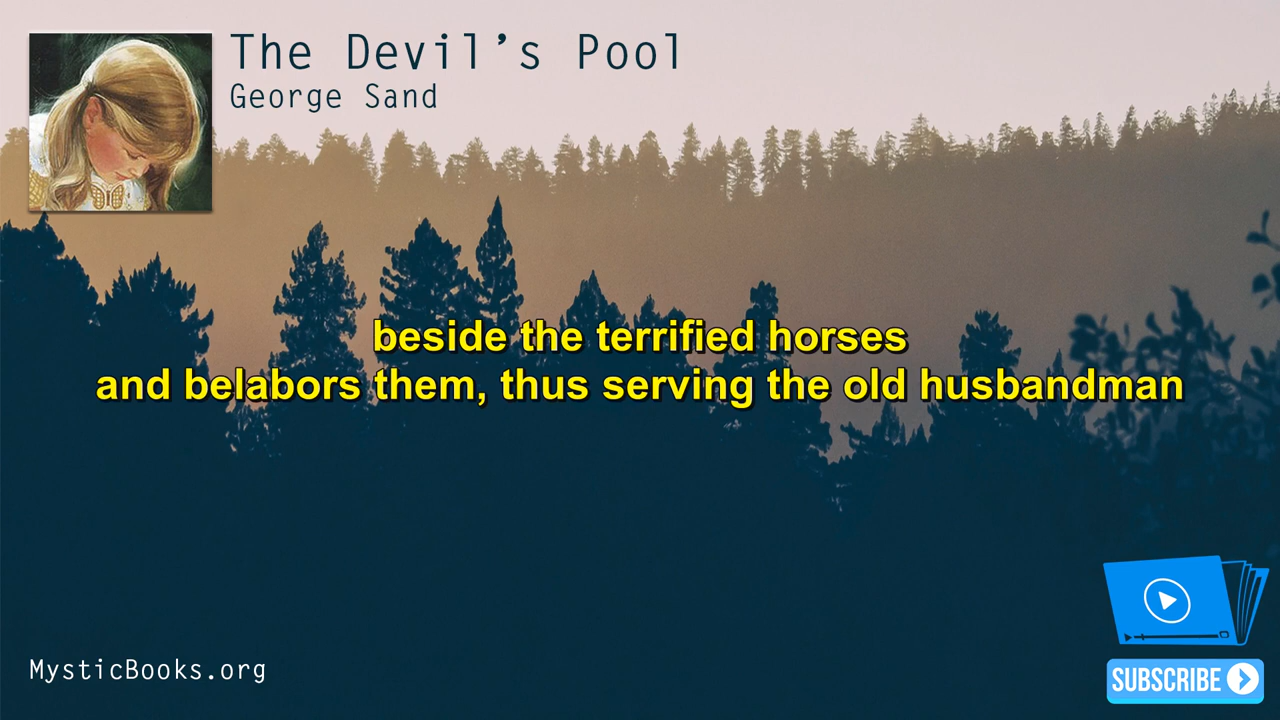 The Devil’s Pool
George Sand
beside the terrified horses
and belabors them, thus serving the old husbandman
MysticBooks.org
SUBSCRIBE